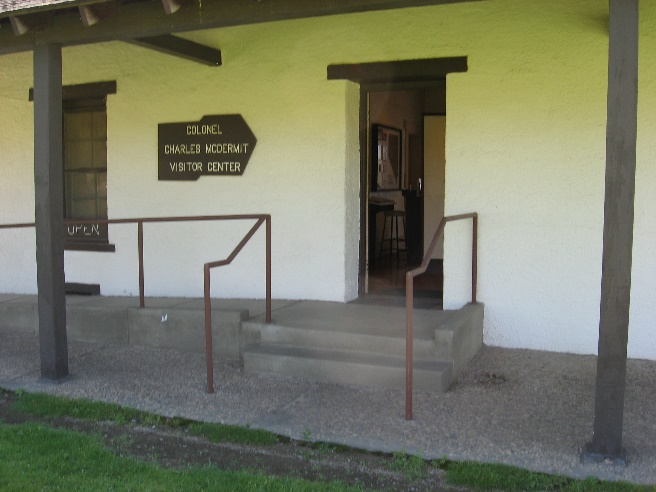 COLONEL
CHARLES MCDERMIT
VISITOR CENTER
OPEN